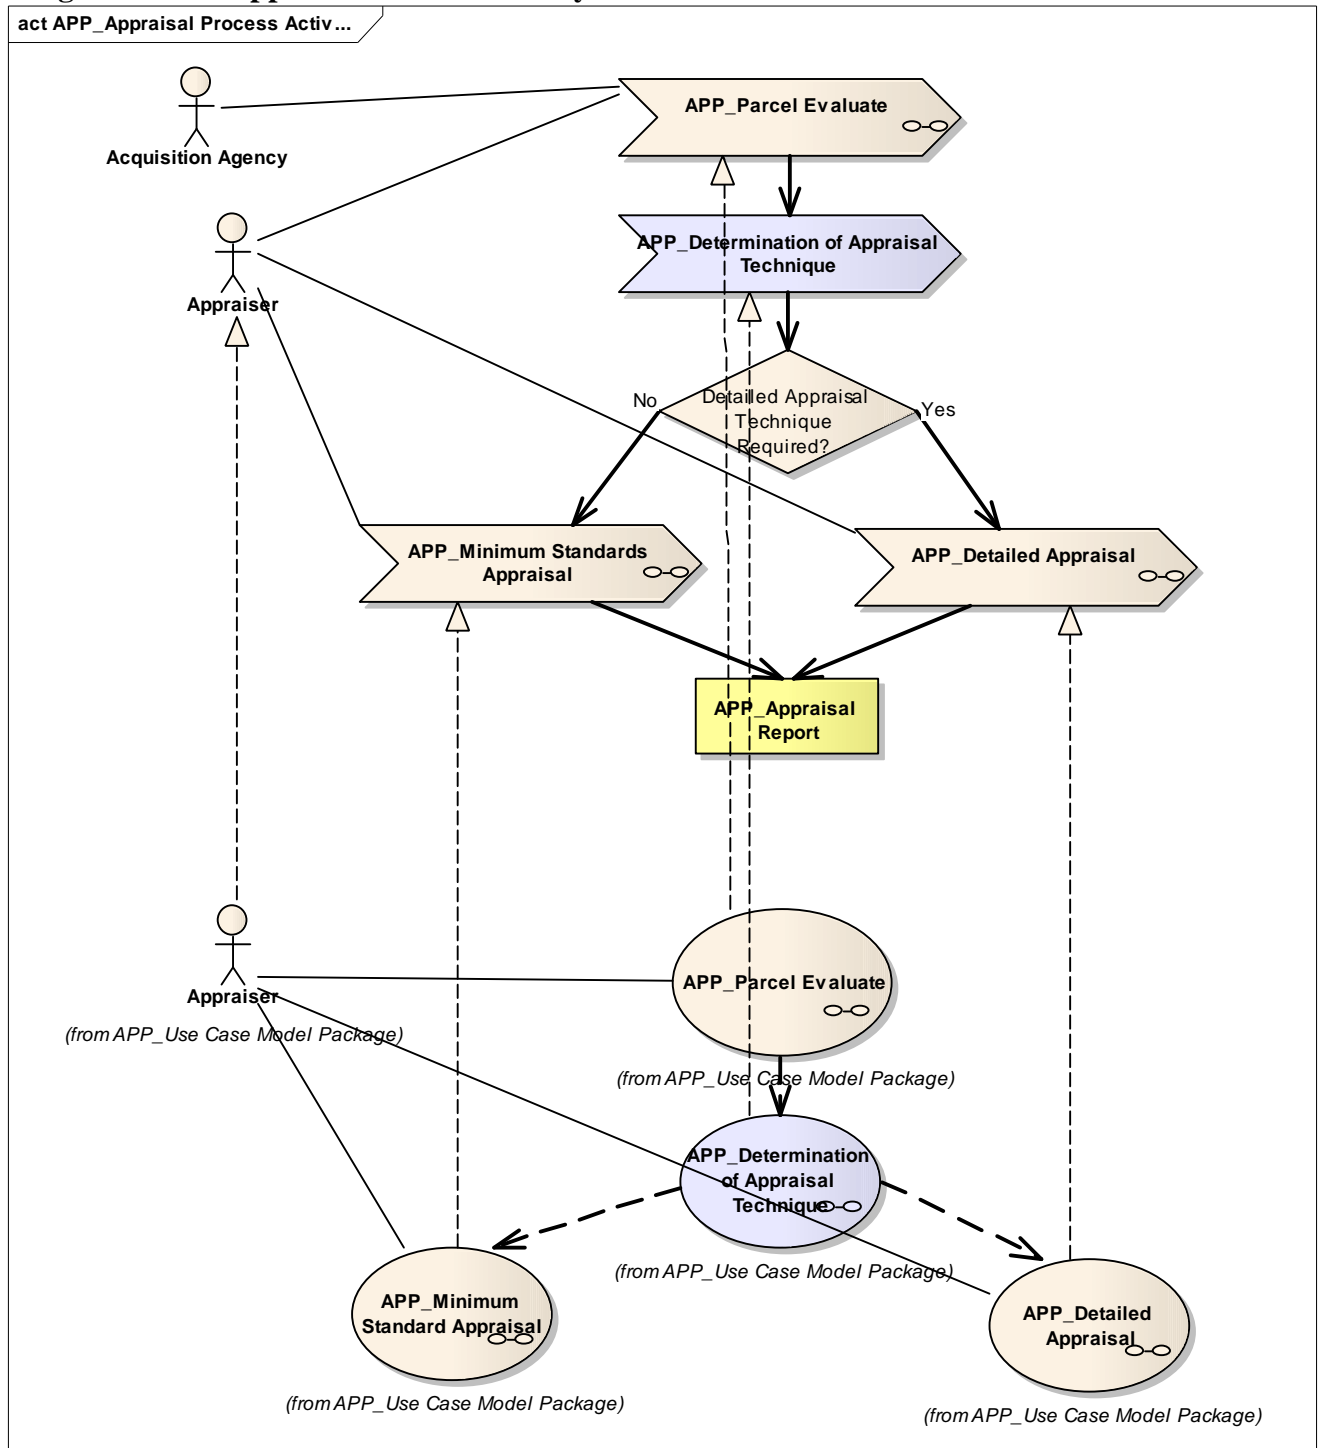 act APP_Appraisal Process Activ...
APP_Parcel Evaluate
Acquisition Agency
APP_Determination of Appraisal
Technique
Appraiser
No
Detailed Appraisal
Technique
Required?
Yes
APP_Minimum Standards
Appraisal
APP_Detailed Appraisal
APP_Appraisal
Report
APP_Parcel Evaluate
Appraiser
(from APP_Use Case Model Package)
(from APP_Use Case Model Package)
APP_Determination
of Appraisal
Technique
(from APP_Use Case Model Package)
APP_Minimum
Standard Appraisal
APP_Detailed
Appraisal
(from APP_Use Case Model Package)
(from APP_Use Case Model Package)